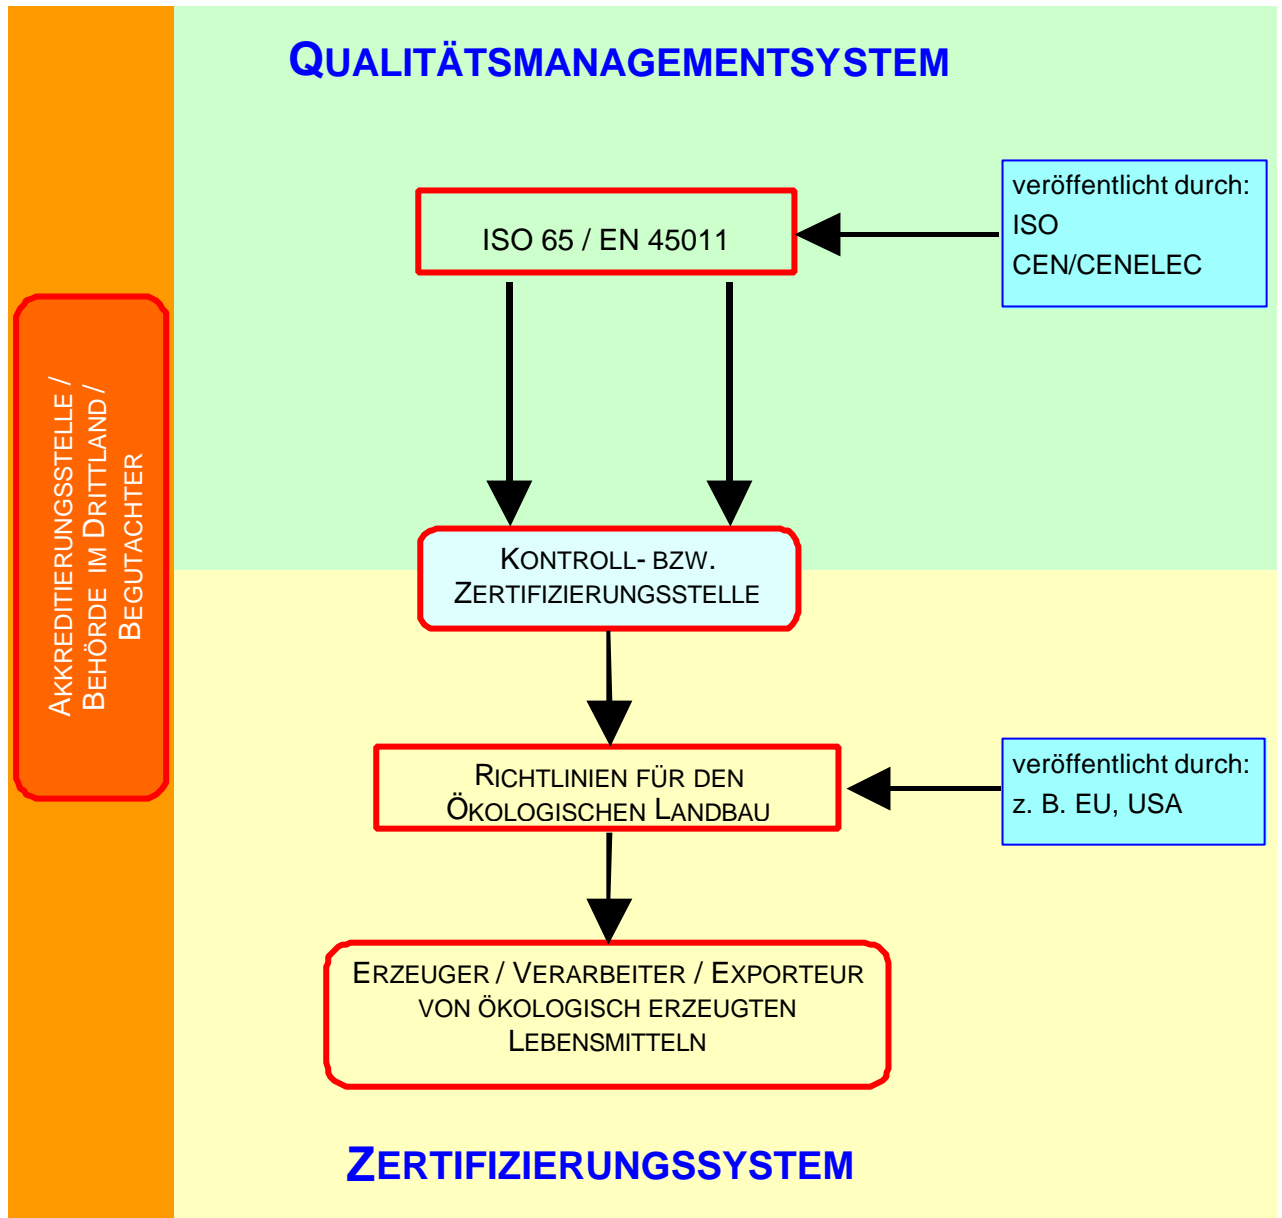 QUALITÄTSMANAGEMENTSYSTEM
veröffentlicht durch:
ISO
CEN/CENELEC
ISO 65 / EN 45011
AKKREDITIERUNGSSTELLE /
BEHÖRDE IM DRITTLAND /
BEGUTACHTER
KONTROLL- BZW.
ZERTIFIZIERUNGSSTELLE
RICHTLINIEN FÜR DEN
ÖKOLOGISCHEN LANDBAU
veröffentlicht durch:
z. B. EU, USA
ERZEUGER / VERARBEITER / EXPORTEUR
VON ÖKOLOGISCH ERZEUGTEN
LEBENSMITTELN
ZERTIFIZIERUNGSSYSTEM